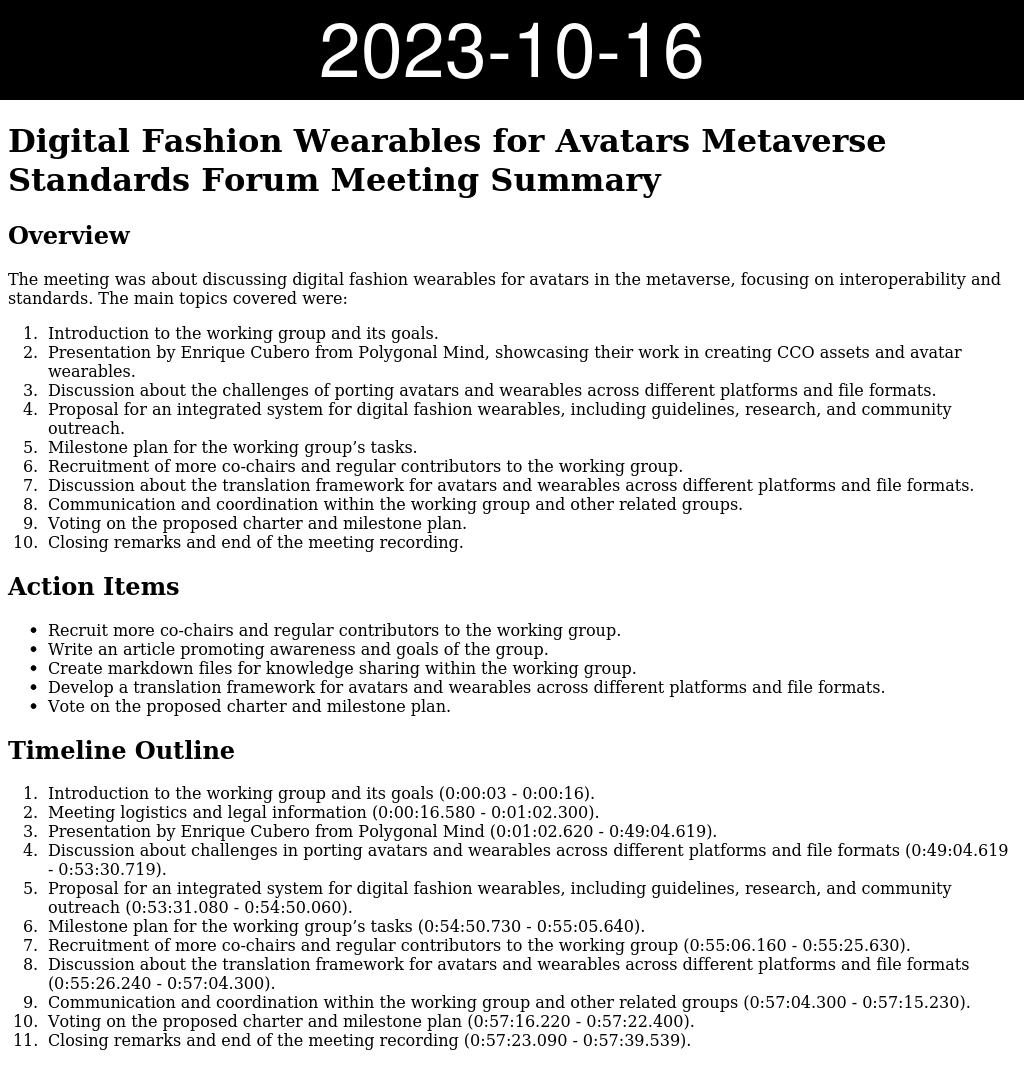 2023-10-16
Digital Fashion Wearables for Avatars Metaverse
Standards Forum Meeting Summary
Overview
The meeting was about discussing digital fashion wearables for avatars in the metaverse, focusing on interoperability and
standards. The main topics covered were:
1. Introduction to the working group and its goals.
2. Presentation by Enrique Cubero from Polygonal Mind, showcasing their work in creating CCO assets and avatar
wearables.
3. Discussion about the challenges of porting avatars and wearables across different platforms and file formats.
4. Proposal for an integrated system for digital fashion wearables, including guidelines, research, and community
outreach.
5. Milestone plan for the working group’s tasks.
6. Recruitment of more co-chairs and regular contributors to the working group.
7. Discussion about the translation framework for avatars and wearables across different platforms and file formats.
8. Communication and coordination within the working group and other related groups.
9. Voting on the proposed charter and milestone plan.
10. Closing remarks and end of the meeting recording.
Action Items
• Recruit more co-chairs and regular contributors to the working group.
• Write an article promoting awareness and goals of the group.
• Create markdown files for knowledge sharing within the working group.
• Develop a translation framework for avatars and wearables across different platforms and file formats.
• Vote on the proposed charter and milestone plan.
Timeline Outline
1. Introduction to the working group and its goals (0:00:03 - 0:00:16).
2. Meeting logistics and legal information (0:00:16.580 - 0:01:02.300).
3. Presentation by Enrique Cubero from Polygonal Mind (0:01:02.620 - 0:49:04.619).
4. Discussion about challenges in porting avatars and wearables across different platforms and file formats (0:49:04.619
- 0:53:30.719).
5. Proposal for an integrated system for digital fashion wearables, including guidelines, research, and community
outreach (0:53:31.080 - 0:54:50.060).
6. Milestone plan for the working group’s tasks (0:54:50.730 - 0:55:05.640).
7. Recruitment of more co-chairs and regular contributors to the working group (0:55:06.160 - 0:55:25.630).
8. Discussion about the translation framework for avatars and wearables across different platforms and file formats
(0:55:26.240 - 0:57:04.300).
9. Communication and coordination within the working group and other related groups (0:57:04.300 - 0:57:15.230).
10. Voting on the proposed charter and milestone plan (0:57:16.220 - 0:57:22.400).
11. Closing remarks and end of the meeting recording (0:57:23.090 - 0:57:39.539).